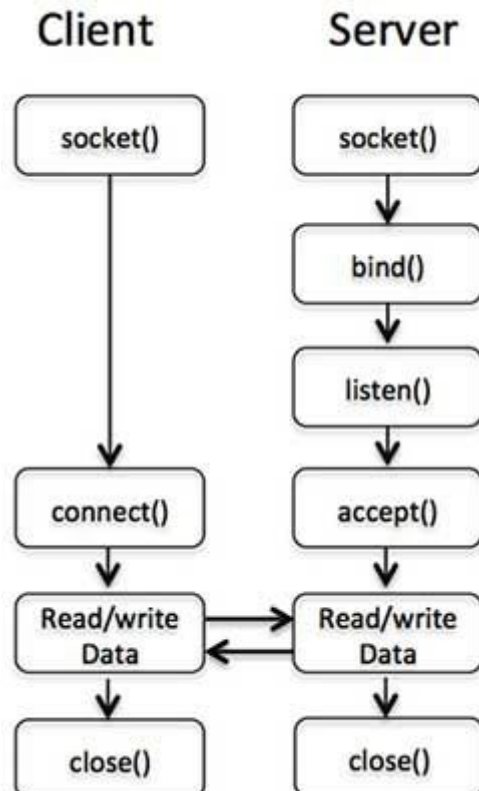 Client
Server
socket()
socket()
bind()
listen()
connect()
accept()
Read/write
Data
Read/write
Data
close()
close()